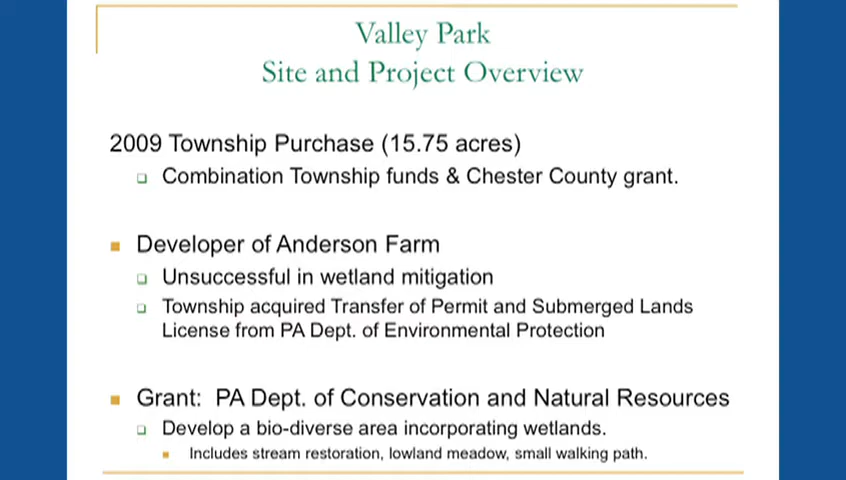 Valley Park
Site and Project Overview
2009 Township Purchase (15.75 acres)
Combination Township funds & Chester County grant.
Developer of Anderson Farm
Unsuccessful in wetland mitigation
Township acquired Transfer of Permit and Submerged Lands
License from PA Dept. of Environmental Protection
Grant: PA Dept. of Conservation and Natural Resources
Develop a bio-diverse area incorporating wetlands.
Includes stream restoration, lowland meadow, small walking path.